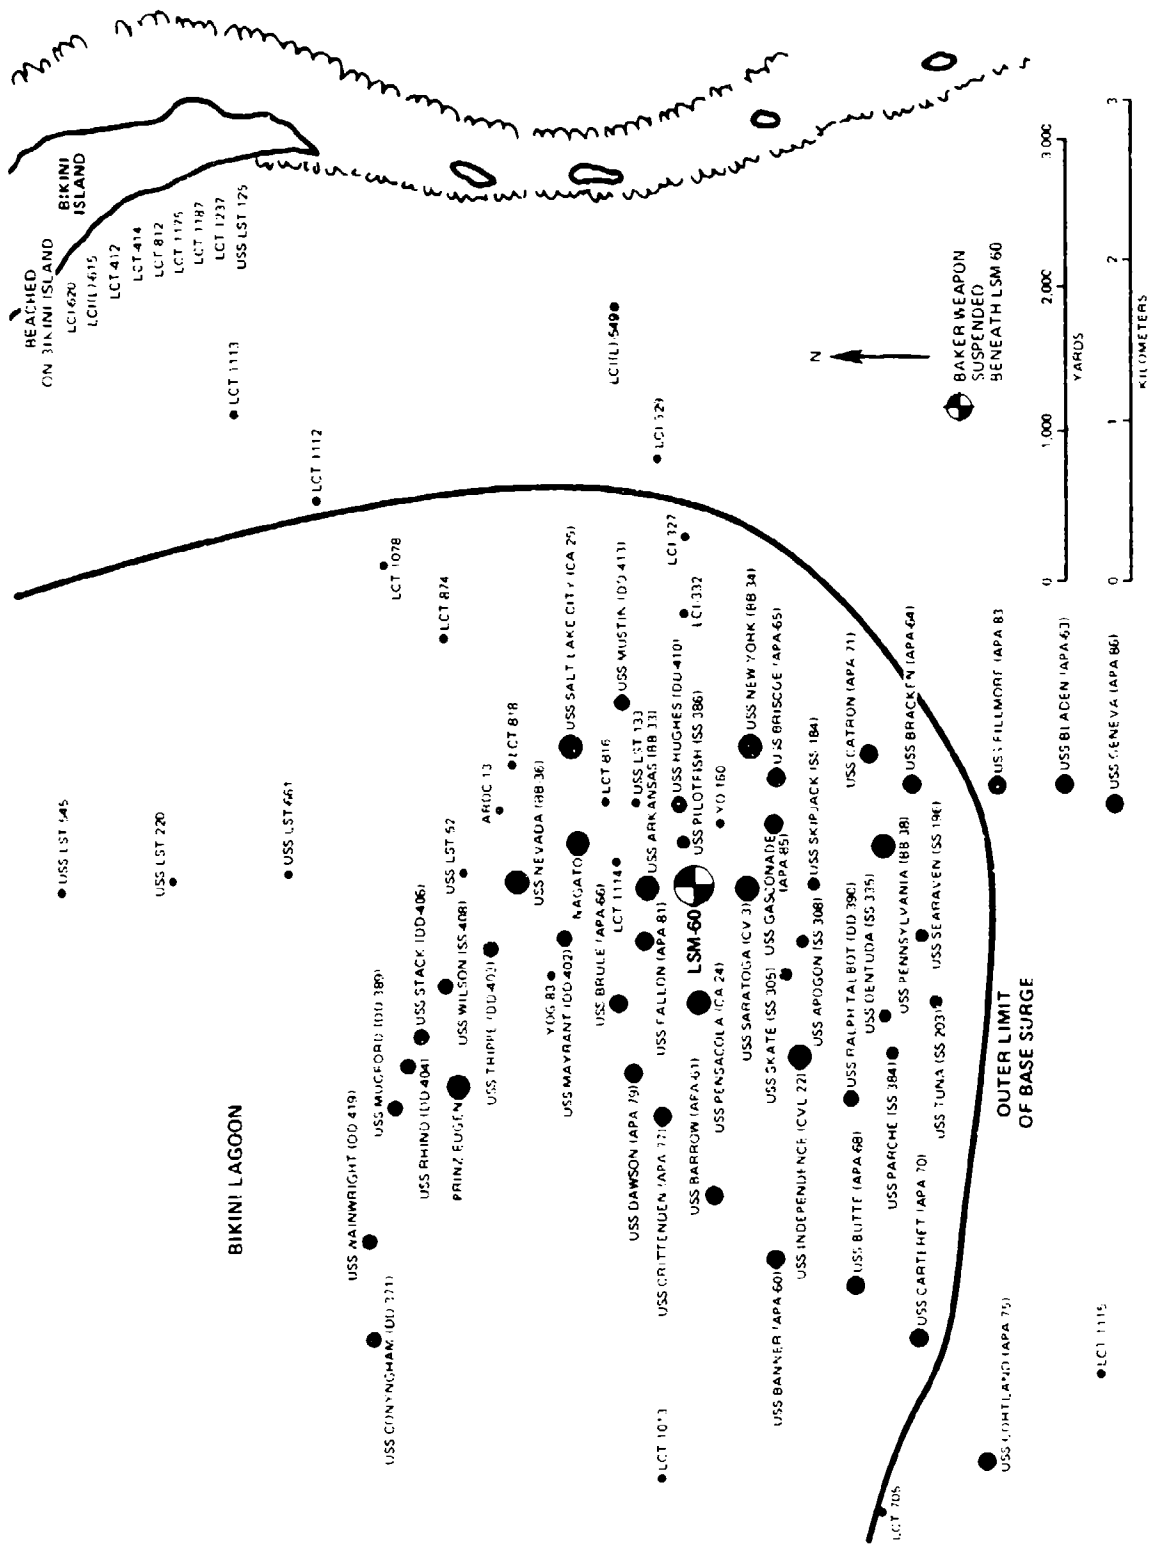 BEACHED
ON BIKINI ISLAND
BIKINI
ISLAND
LCI 620
LCI(L) 615
LCT 412
LCT 414
LCT 812
LCT 1175
LCT 1187
LCT 1237
USS LST 125
LCT 1113
LCT 1112
LCT 1078
LCT 874
LCI(L) 549
LCI 329
LCI 327
LCI 332
N
BAKER WEAPON
SUSPENDED
BENEATH LSM 60
0
1,000
2,000
3,000
YARDS
0
1
2
3
KILOMETERS
USS LST 545
USS LST 220
USS LST 661
BIKINI LAGOON
USS LST 52
ARDC 13
LCT 818
USS NEVADA (BB-36)
USS SALT LAKE CITY (CA 25)
NAGATO
LCT 816
USS MUSTIN (DD 413)
USS LST 133
USS ARKANSAS (BB 33)
LCT 1114
USS HUGHES (DD 410)
USS PILOTFISH (SS 386)
YO 160
LSM-60
USS NEW YORK (BB 34)
USS BRISCOE (APA-65)
USS SARATOGA (CV 3)
USS GASCONADE
(APA 85)
USS SKIPJACK (SS 184)
USS CATRON (APA 71)
USS BRACKEN (APA-64)
USS FILLMORE (APA 83
USS BLADEN (APA-63)
USS GENEVA (APA 86)
USS STACK (DD 406)
USS WILSON (SS-408)
USS MUGFORD (DD 389)
USS RHIND (DD 404)
PRINZ EUGEN
USS TRIPPE (DD 403)
USS WAINWRIGHT (DD 419)
USS CONYNGHAM (DD 371)
YOG 83
USS MAYRANT (DD 402)
USS BRULE (APA-66)
USS FALLON (APA 81)
USS DAWSON (APA 79)
USS CRITTENDEN (APA 77)
USS BARROW (APA-61)
USS PENSACOLA (CA 24)
USS SKATE (SS 305)
USS APOGON (SS 308)
USS INDEPENDENCE (CVL 22)
USS BANNER (APA 60)
USS RALPH TALBOT (DD 390)
USS DENTUDA (SS 335)
USS PENNSYLVANIA (BB 38)
USS SEARAVEN (SS 196)
USS BUTTE (APA 68)
USS PARCHE (SS 384)
USS TUNA (SS 203)
USS CARTERET (APA 70)
OUTER LIMIT
OF BASE SURGE
USS CORTLAND (APA 75)
LCT 1013
LCT 705
LCT 1115